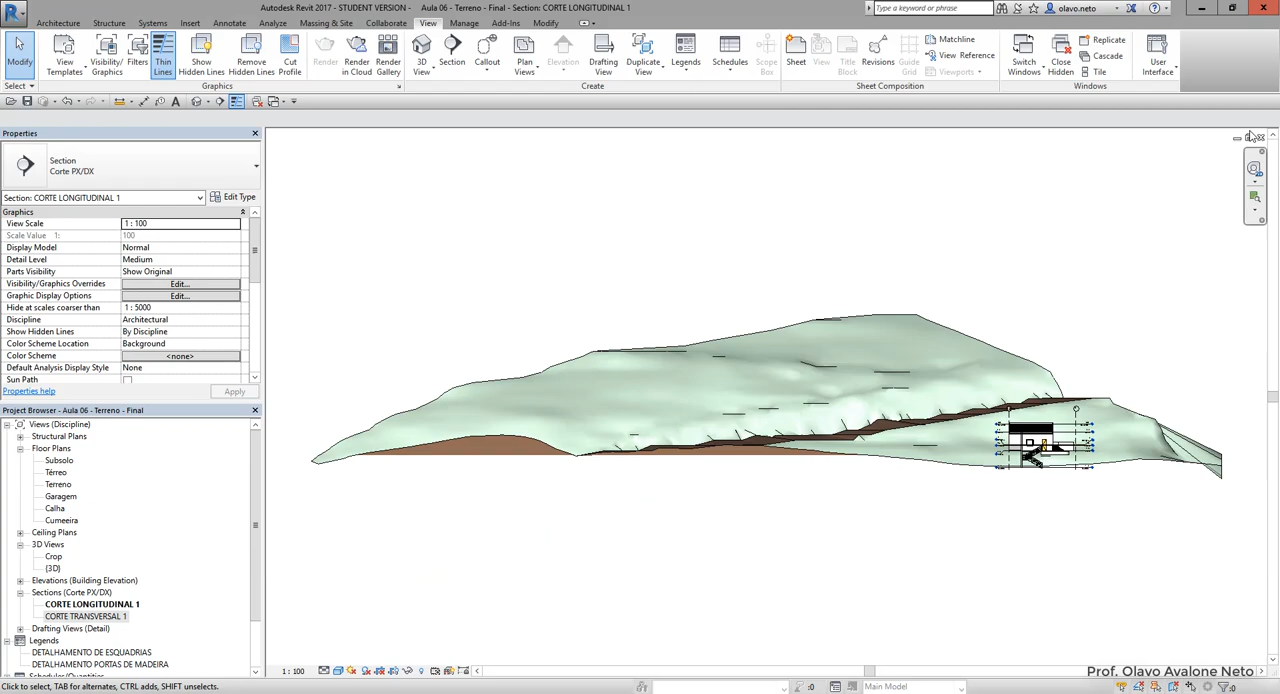 Autodesk Revit 2017 - STUDENT VERSION - Aula 06 - Terreno - Final - Section: CORTE LONGITUDINAL 1
Type a keyword or phrase
olavo.neto
Architecture Structure Systems Insert Annotate Analyze Massing & Site Collaborate View Manage Add-Ins Modify
Modify
View Templates
Visibility/ Graphics
Filters
Thin Lines
Show Hidden Lines
Remove Hidden Lines
Cut Profile
Render
Render in Cloud
Render Gallery
3D View
Section
Callout
Plan Views
Elevation
Drafting View
Duplicate View
Legends
Schedules
Scope Box
Sheet
View
Title Block
Revisions
Guide Grid
Matchline
View Reference
Viewports
Switch Windows
Close Hidden
Replicate
Cascade
Tile
User Interface
Select Graphics Create Sheet Composition Windows
Properties
Section
Corte PX/DX
Section: CORTE LONGITUDINAL 1 Edit Type
Graphics
View Scale 1 : 100
Scale Value 1: 100
Display Model Normal
Detail Level Medium
Parts Visibility Show Original
Visibility/Graphics Overrides Edit...
Graphic Display Options Edit...
Hide at scales coarser than 1 : 5000
Discipline Architectural
Show Hidden Lines By Discipline
Color Scheme Location Background
Color Scheme <none>
Default Analysis Display Style None
Sun Path
Properties help Apply
Project Browser - Aula 06 - Terreno - Final
Views (Discipline)
Structural Plans
Floor Plans
Subsolo
Térreo
Terreno
Garagem
Calha
Cumeeira
Ceiling Plans
3D Views
Crop
{3D}
Elevations (Building Elevation)
Sections (Corte PX/DX)
CORTE LONGITUDINAL 1
CORTE TRANSVERSAL 1
Drafting Views (Detail)
Legends
DETALHAMENTO DE ESQUADRIAS
DETALHAMENTO PORTAS DE MADEIRA
Schedules/Quantities
1 : 100
Prof. Olavo Avalone Neto
Click to select, TAB for alternates, CTRL adds, SHIFT unselects.
:0
Main Model
:0